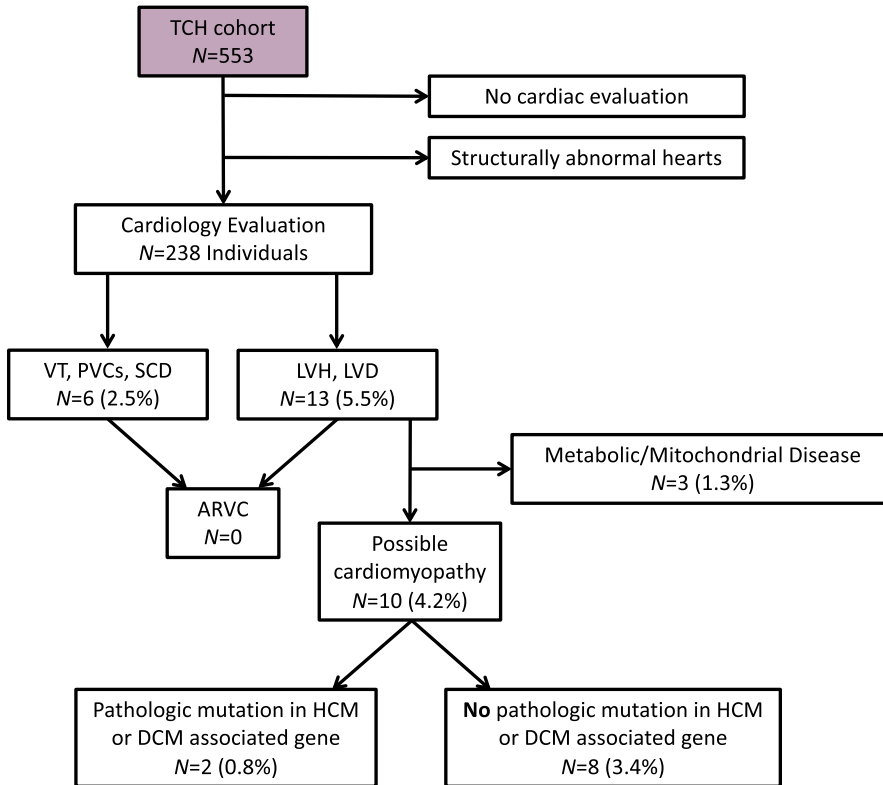 TCH cohort
N=553
No cardiac evaluation
Structurally abnormal hearts
Cardiology Evaluation
N=238 Individuals
VT, PVCs, SCD
N=6 (2.5%)
LVH, LVD
N=13 (5.5%)
Metabolic/Mitochondrial Disease
N=3 (1.3%)
ARVC
N=0
Possible
cardiomyopathy
N=10 (4.2%)
Pathologic mutation in HCM
or DCM associated gene
N=2 (0.8%)
No pathologic mutation in HCM
or DCM associated gene
N=8 (3.4%)